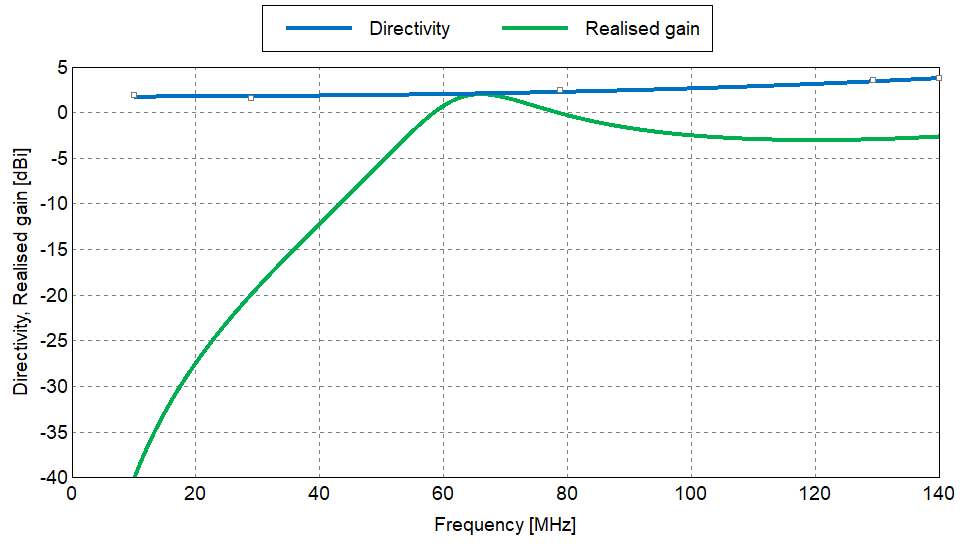 Directivity Realised gain
5
0
-5
-10
-15
-20
-25
-30
-35
-40
Directivity, Realised gain [dBi]
0 20 40 60 80 100 120 140
Frequency [MHz]